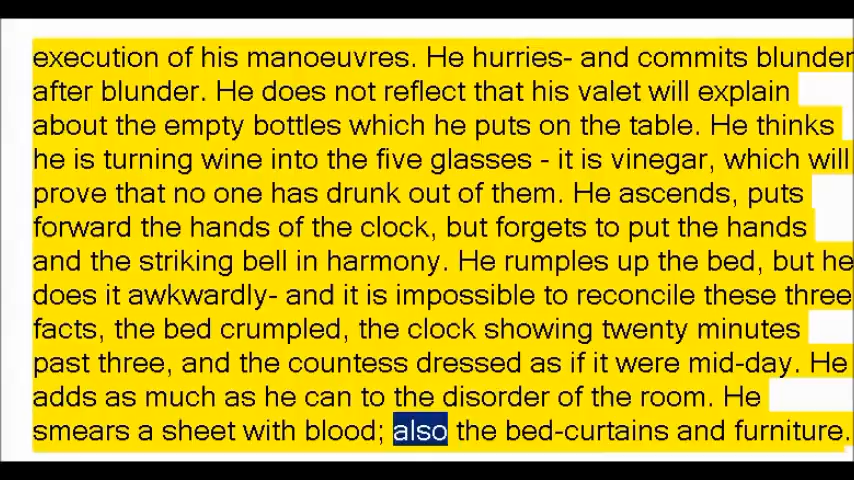 execution of his manoeuvres. He hurries- and commits blunder
after blunder. He does not reflect that his valet will explain
about the empty bottles which he puts on the table. He thinks
he is turning wine into the five glasses - it is vinegar, which will
prove that no one has drunk out of them. He ascends, puts
forward the hands of the clock, but forgets to put the hands
and the striking bell in harmony. He rumples up the bed, but he
does it awkwardly- and it is impossible to reconcile these three
facts, the bed crumpled, the clock showing twenty minutes
past three, and the countess dressed as if it were mid-day. He
adds as much as he can to the disorder of the room. He
smears a sheet with blood; also the bed-curtains and furniture.